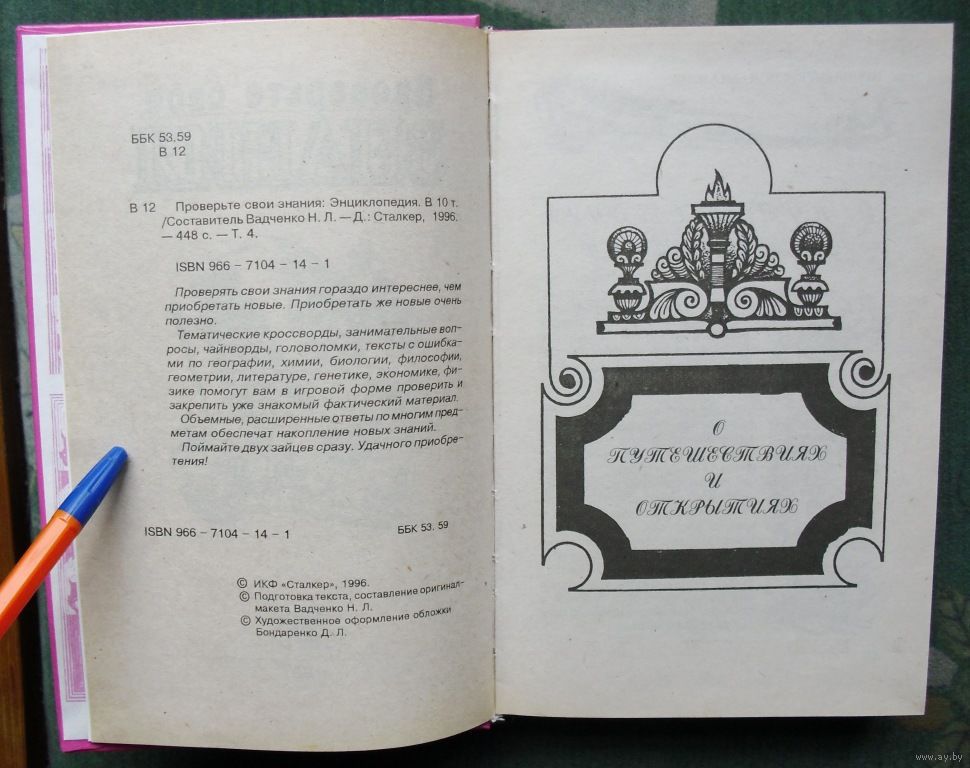 ББК 53.59
В 12
В 12 Проверьте свои знания: Энциклопедия. В 10 т.
/Составитель Вадченко Н. Л. — Д.: Сталкер, 1996.
— 448 с. — Т. 4.
ISBN 966 – 7104 – 14 – 1
Проверять свои знания гораздо интереснее, чем
приобретать новые. Приобретать же новые очень
полезно.
Тематические кроссворды, занимательные воп-
росы, чайнворды, головоломки, тексты с ошибка-
ми по географии, химии, биологии, философии,
геометрии, литературе, генетике, экономике, фи-
зике помогут вам в игровой форме проверить и
закрепить уже знакомый фактический материал.
Объемные, расширенные ответы по многим пред-
метам обеспечат накопление новых знаний.
Поймайте двух зайцев сразу. Удачного приобре-
тения!
ISBN 966 – 7104 – 14 – 1 ББК 53. 59
© ИКФ «Сталкер», 1996.
© Подготовка текста, составление оригинал-
макета Вадченко Н. Л.
© Художественное оформление обложки
Бондаренко Д. Л.
О
ПУТЕШЕСТВИЯХ
И
ОТКРЫТИЯХ
www.ay.by